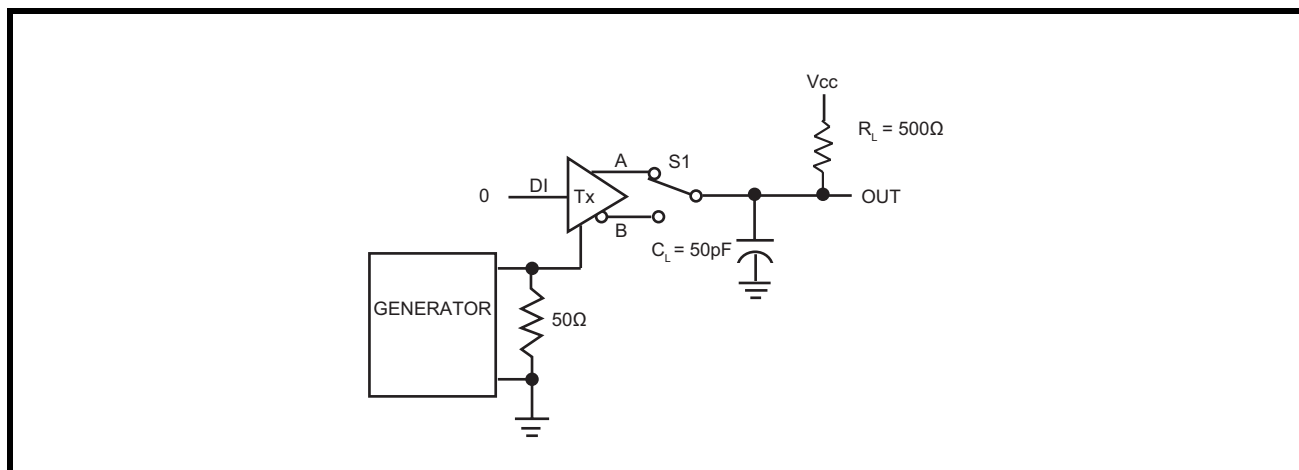 Vcc
R_L = 500Ω
A
S1
0
DI
Tx
OUT
B
C_L = 50pF
GENERATOR
50Ω